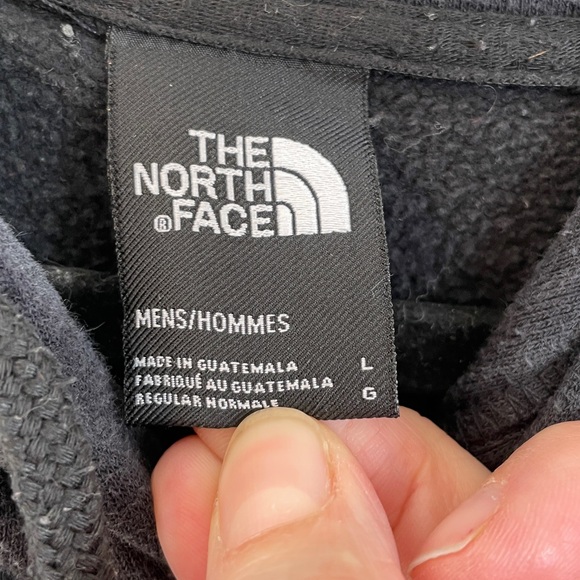 THE
NORTH
®FACE
MENS/HOMMES
MADE IN GUATEMALA L
FABRIQUÉ AU GUATEMALA
REGULAR NORMALE G